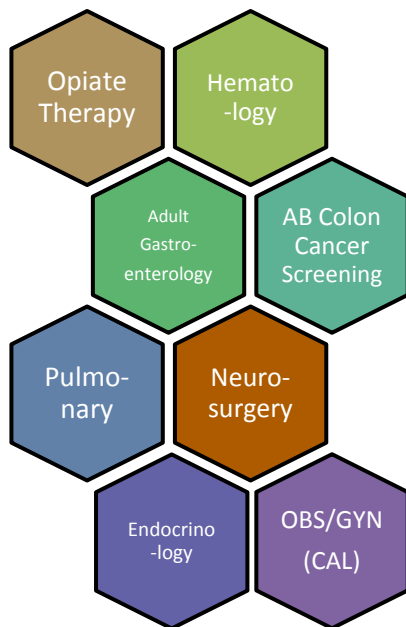 Opiate
Therapy
Hemato
-logy
Adult
Gastro-
enterology
AB Colon
Cancer
Screening
Pulmo-
nary
Neuro-
surgery
Endocrino
-logy
OBS/GYN
(CAL)